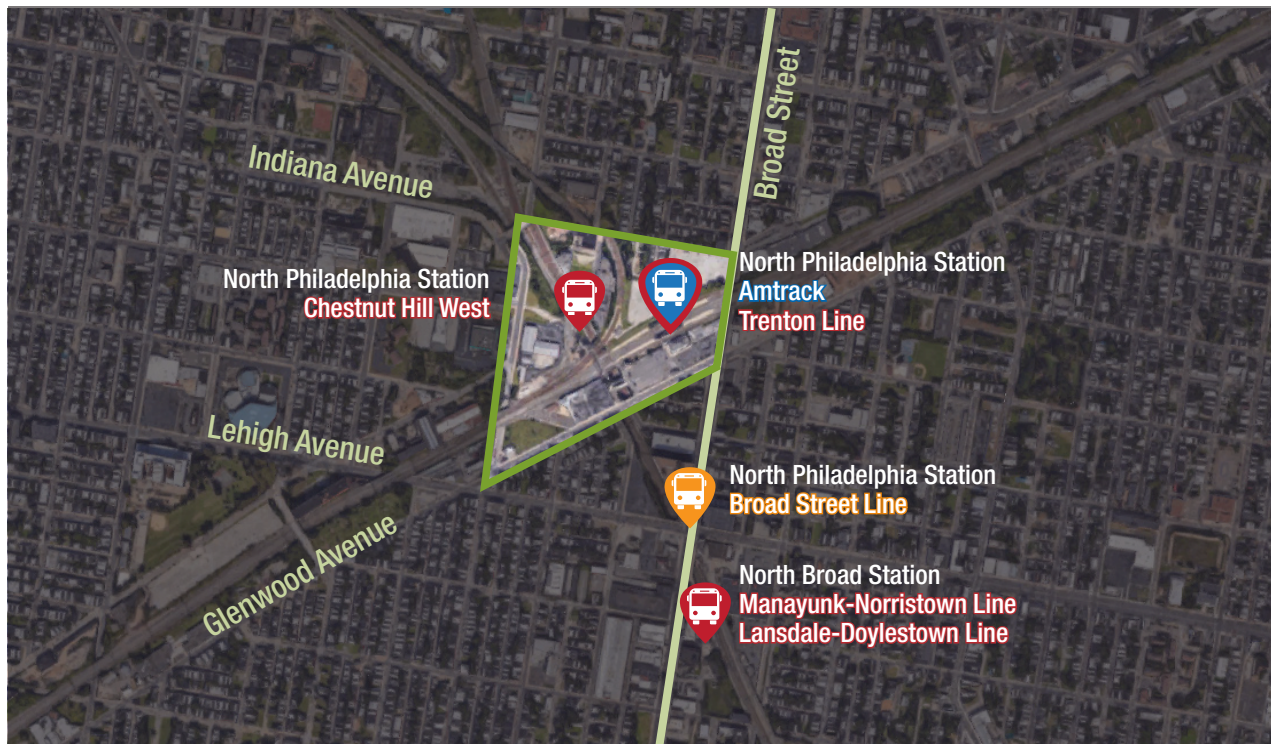 Broad Street
Indiana Avenue
North Philadelphia Station
Chestnut Hill West
North Philadelphia Station
Amtrack
Trenton Line
Lehigh Avenue
North Philadelphia Station
Broad Street Line
Glenwood Avenue
North Broad Station
Manayunk-Norristown Line
Lansdale-Doylestown Line